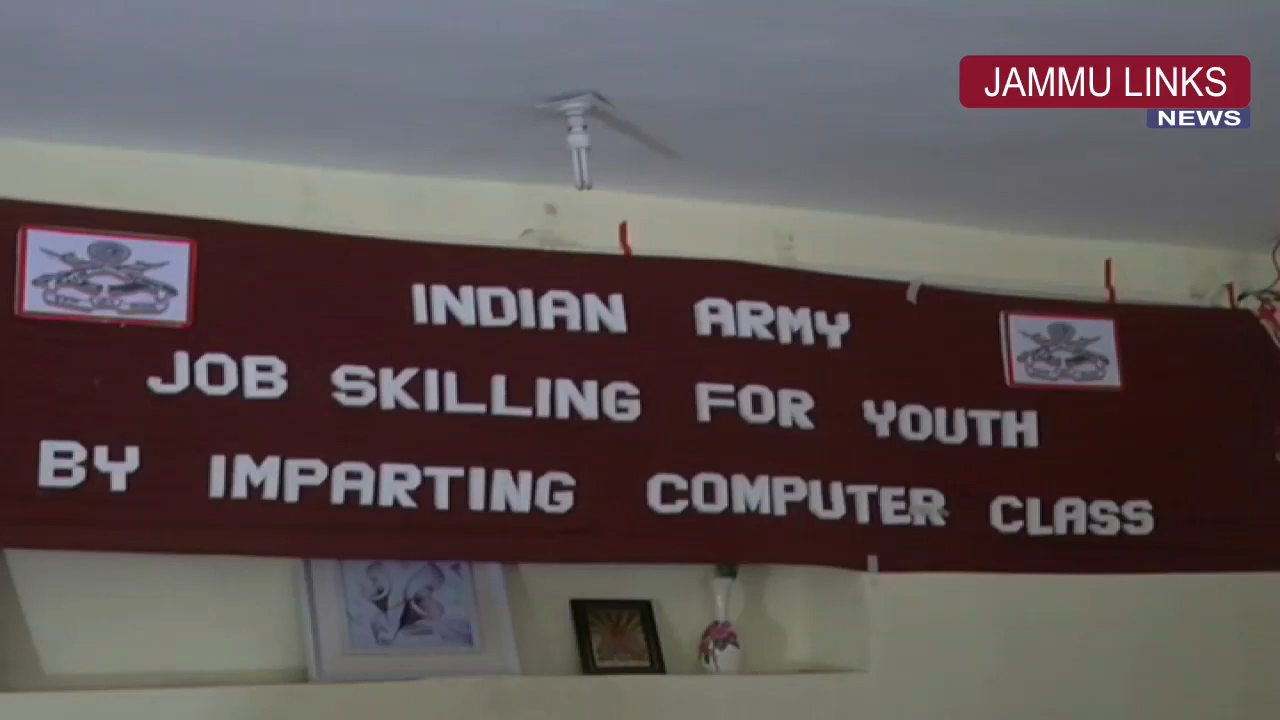 JAMMU LINKS
NEWS
INDIAN ARMY
JOB SKILLING FOR YOUTH
BY IMPARTING COMPUTER CLASS